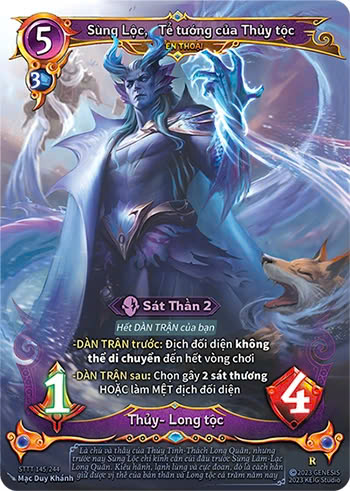 5
Sùng Lộc, Tể tướng của Thủy tộc
ỀN THOẠI
3
Sát Thần 2
Hết DÀN TRẬN của bạn
-DÀN TRẬN trước: Địch đối diện không
thể di chuyển đến hết vòng chơi
-DÀN TRẬN sau: Chọn gây 2 sát thương
HOẶC làm MỆT địch đối diện
1
4
Thủy- Long tộc
R
STTT-145/244
Mạc Duy Khánh
Là chú và thầy của Thuỷ Tinh-Thách Long Quân, nhưng
trước nay Sùng Lộc chỉ kính cẩn cúi đầu trước Sùng Lãm-Lạc
Long Quân. Kiêu hãnh, lạnh lùng và cực đoan, đó là cách hắn
giữ được vị thế của bản thân và Long tộc cả trăm năm nay
©2023 GENESIS
2023 KEIG Studio